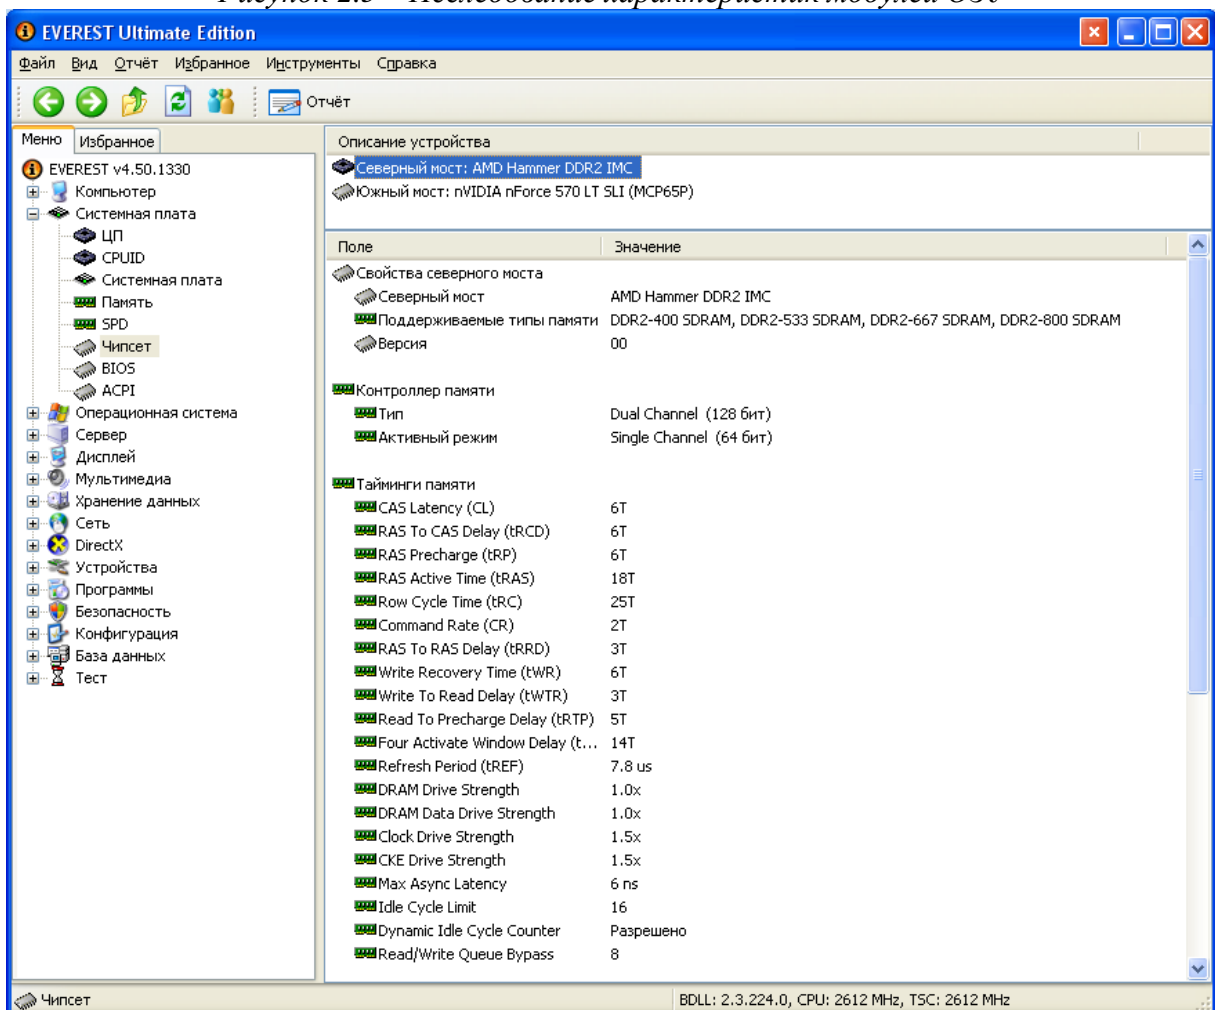 Рисунок 2.3 – Исследование характеристик модулей ОЗУ
EVEREST Ultimate Edition
Файл Вид Отчёт Избранное Инструменты Справка
Отчёт
Меню Избранное
EVEREST v4.50.1330
Компьютер
Системная плата
ЦП
CPUID
Системная плата
Память
SPD
Чипсет
BIOS
ACPI
Операционная система
Сервер
Дисплей
Мультимедиа
Хранение данных
Сеть
DirectX
Устройства
Программы
Безопасность
Конфигурация
База данных
Тест
Описание устройства
Северный мост: AMD Hammer DDR2 IMC
Южный мост: nVIDIA nForce 570 LT SLI (MCP65P)
Поле Значение
Свойства северного моста
Северный мост AMD Hammer DDR2 IMC
Поддерживаемые типы памяти DDR2-400 SDRAM, DDR2-533 SDRAM, DDR2-667 SDRAM, DDR2-800 SDRAM
Версия 00
Контроллер памяти
Тип Dual Channel (128 бит)
Активный режим Single Channel (64 бит)
Тайминги памяти
CAS Latency (CL) 6T
RAS To CAS Delay (tRCD) 6T
RAS Precharge (tRP) 6T
RAS Active Time (tRAS) 18T
Row Cycle Time (tRC) 25T
Command Rate (CR) 2T
RAS To RAS Delay (tRRD) 3T
Write Recovery Time (tWR) 6T
Write To Read Delay (tWTR) 3T
Read To Precharge Delay (tRTP) 5T
Four Activate Window Delay (t... 14T
Refresh Period (tREF) 7.8 us
DRAM Drive Strength 1.0x
DRAM Data Drive Strength 1.0x
Clock Drive Strength 1.5x
CKE Drive Strength 1.5x
Max Async Latency 6 ns
Idle Cycle Limit 16
Dynamic Idle Cycle Counter Разрешено
Read/Write Queue Bypass 8
Чипсет BDLL: 2.3.224.0, CPU: 2612 MHz, TSC: 2612 MHz